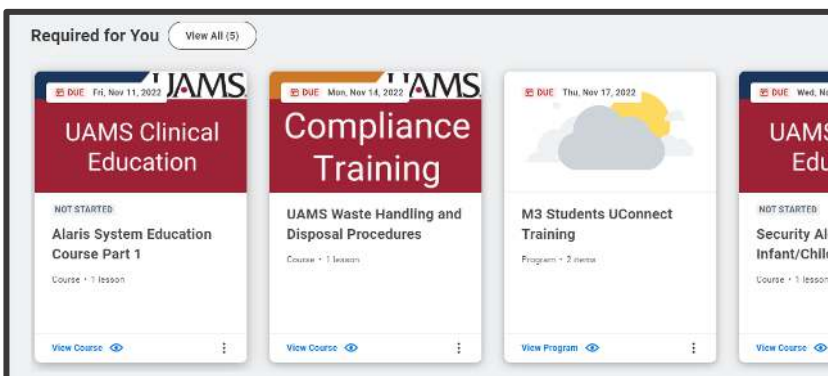 Required for You View All (5)
DUE Fri, Nov 11, 2022 UAMS
UAMS Clinical
Education
NOT STARTED
Alaris System Education
Course Part 1
Course • 1 lesson
View Course
DUE Mon, Nov 14, 2022 UAMS
Compliance
Training
UAMS Waste Handling and
Disposal Procedures
Course • 1 lesson
View Course
DUE Thu, Nov 17, 2022
M3 Students UConnect
Training
Program • 2 items
View Program
DUE Wed, No
UAMS
Edu
NOT STARTED
Security Al
Infant/Chil
Course • 1 lesson
View Course